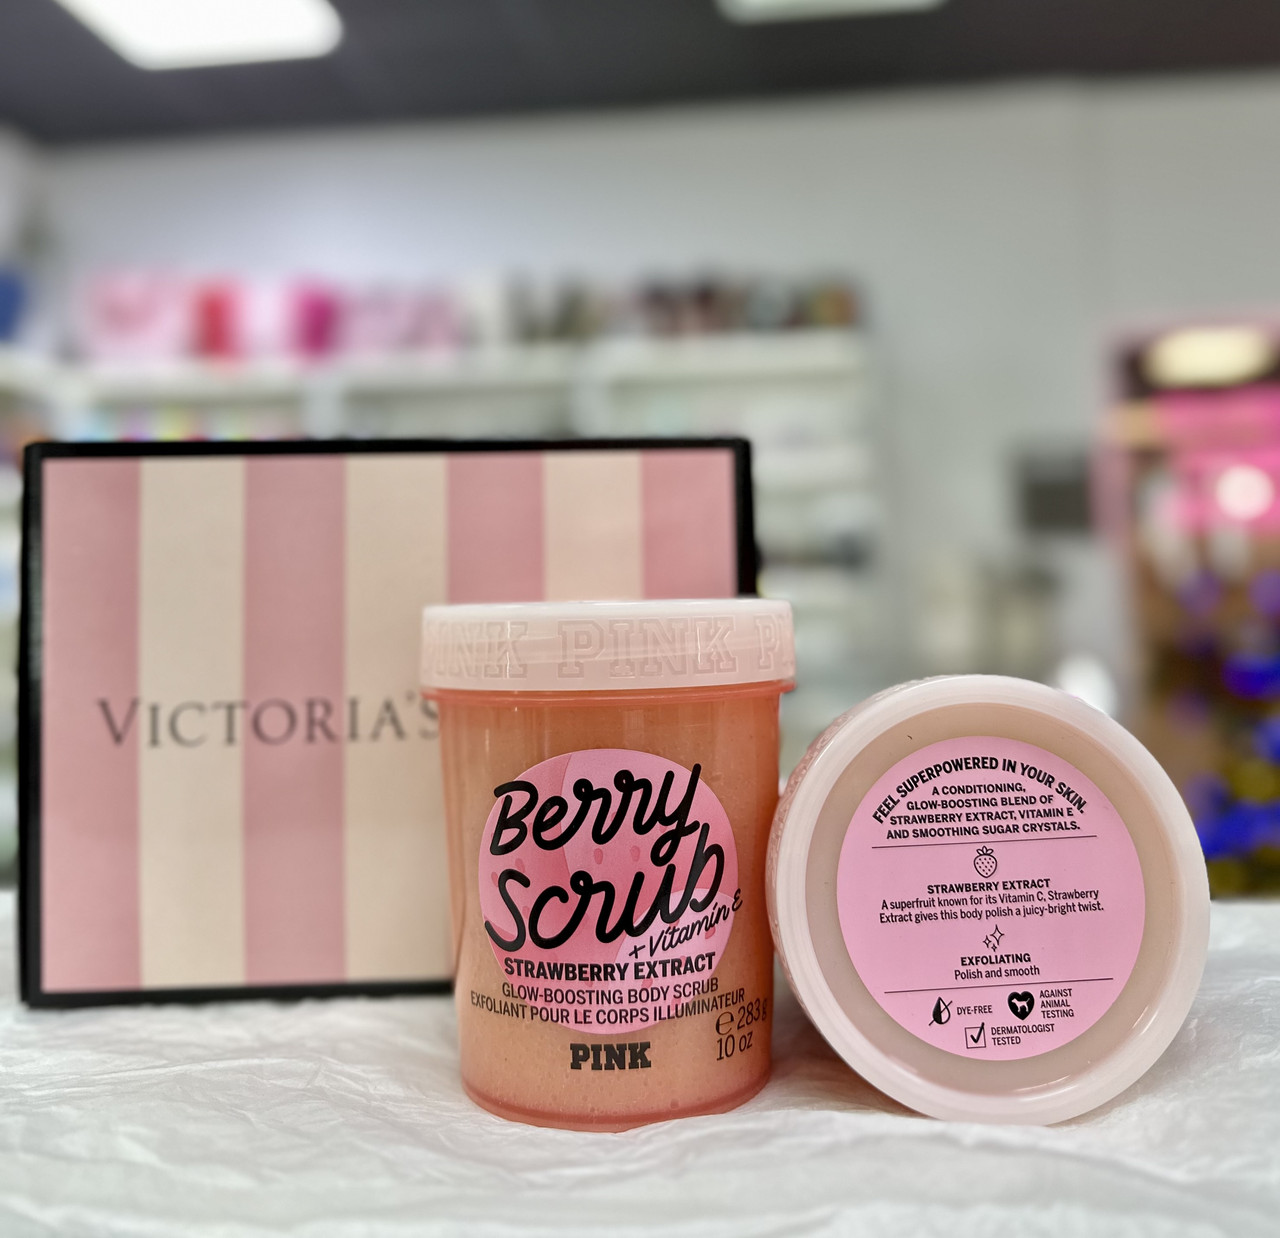 VICTORIA'S
PINK PINK P
Berry
Scrub
+ Vitamin E
STRAWBERRY EXTRACT
GLOW-BOOSTING BODY SCRUB
EXFOLIANT POUR LE CORPS ILLUMINATEUR
e 283g
10 oz
PINK
FEEL SUPERPOWERED IN YOUR SKIN.
A CONDITIONING,
GLOW-BOOSTING BLEND OF
STRAWBERRY EXTRACT, VITAMIN E
AND SMOOTHING SUGAR CRYSTALS.
STRAWBERRY EXTRACT
A superfruit known for its Vitamin C, Strawberry
Extract gives this body polish a juicy-bright twist.
EXFOLIATING
Polish and smooth
DYE-FREE
AGAINST
ANIMAL
TESTING
DERMATOLOGIST
TESTED